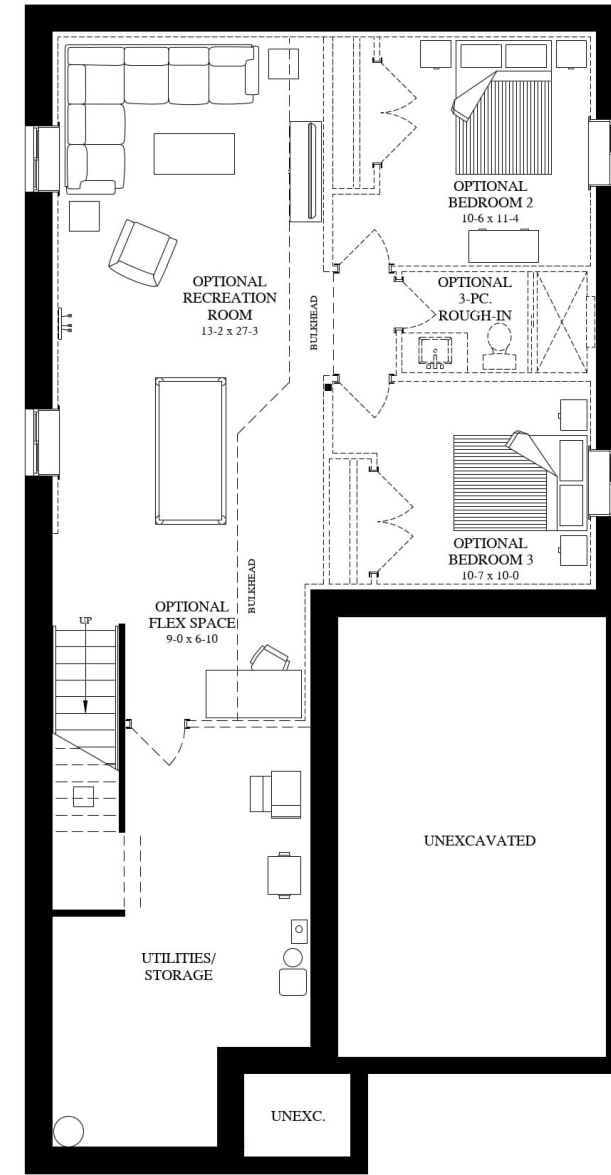 OPTIONAL
BEDROOM 2
10-6 x 11-4
OPTIONAL
RECREATION
ROOM
13-2 x 27-3
BULKHEAD
OPTIONAL
3-PC.
ROUGH-IN
OPTIONAL
BEDROOM 3
10-7 x 10-0
BULKHEAD
OPTIONAL
FLEX SPACE
9-0 x 6-10
UP
UNEXCAVATED
UTILITIES/
STORAGE
UNEXC.